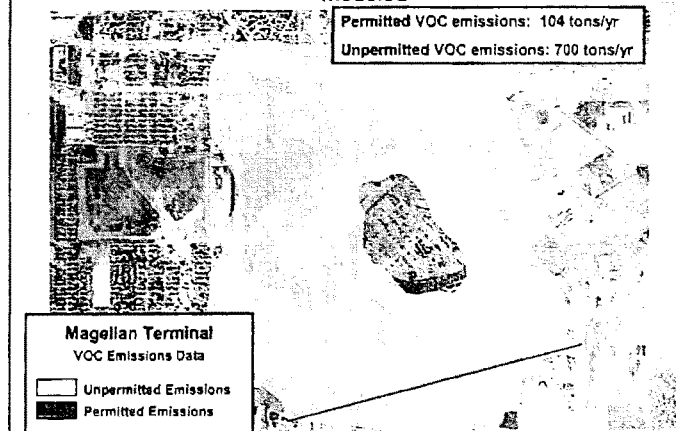 Permitted VOC emissions: 104 tons/yr
Unpermitted VOC emissions: 700 tons/yr
Magellan Terminal
VOC Emissions Data
Unpermitted Emissions
Permitted Emissions